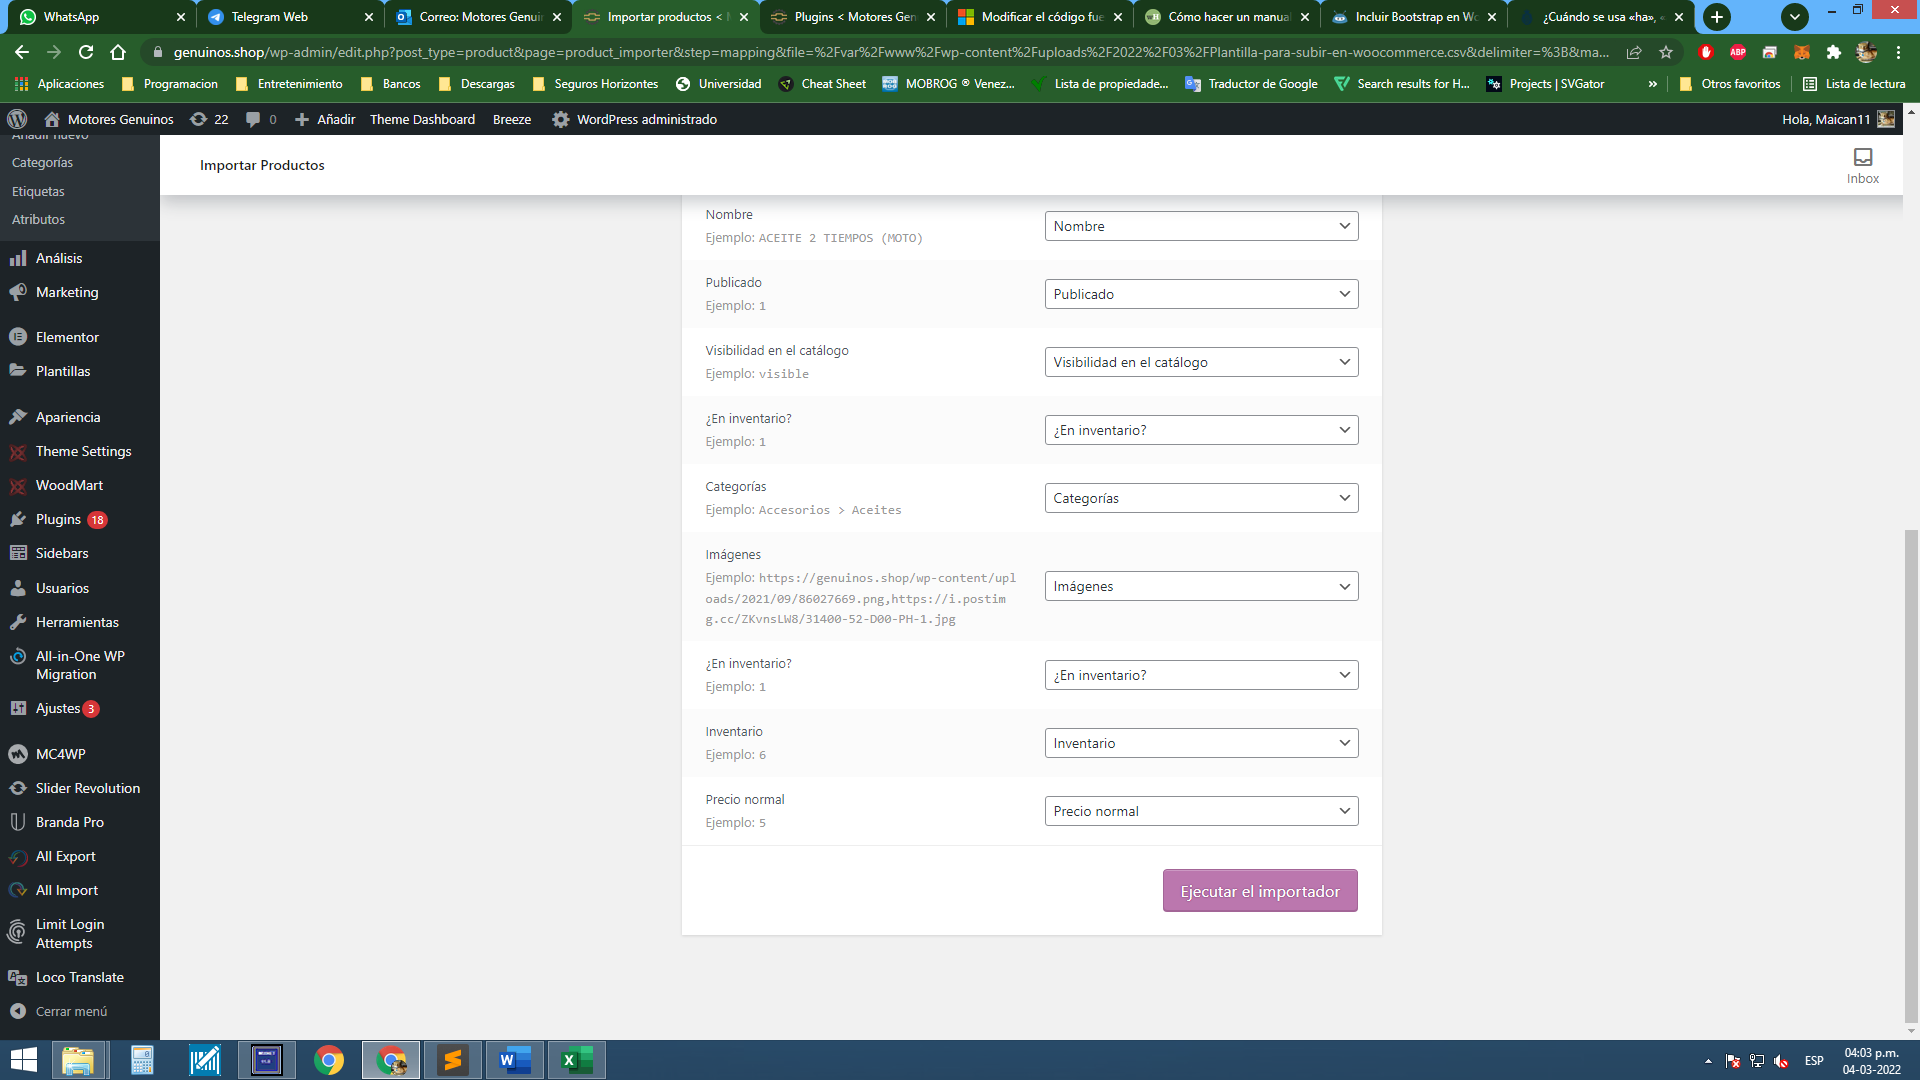 WhatsApp
Telegram Web
Correo: Motores Genuin
Importar productos < M
Plugins < Motores Gen
Modificar el código fue
Cómo hacer un manual
Incluir Bootstrap en Wo
¿Cuándo se usa «ha», «
genuinos.shop/wp-admin/edit.php?post_type=product&page=product_importer&step=mapping&file=%2Fvar%2Fwww%2Fwp-content%2Fuploads%2F2022%2F03%2FPlantilla-para-subir-en-woocommerce.csv&delimiter=%3B&ma...
ABP
Aplicaciones
Programacion
Entretenimiento
Bancos
Descargas
Seguros Horizontes
Universidad
Cheat Sheet
MOBROG ® Venez...
Lista de propiedade...
Traductor de Google
Search results for H...
Projects | SVGator
»
Otros favoritos
Lista de lectura
Motores Genuinos
22
0
Añadir
Theme Dashboard
Breeze
WordPress administrado
Hola, Maican11
Añadir nuevo
Categorías
Etiquetas
Atributos
Análisis
Marketing
Elementor
Plantillas
Apariencia
Theme Settings
WoodMart
Plugins 18
Sidebars
Usuarios
Herramientas
All-in-One WP
Migration
Ajustes 3
MC4WP
Slider Revolution
Branda Pro
All Export
All Import
Limit Login
Attempts
Loco Translate
Cerrar menú
Importar Productos
Inbox
Nombre
Ejemplo: ACEITE 2 TIEMPOS (MOTO)
Nombre
Publicado
Ejemplo: 1
Publicado
Visibilidad en el catálogo
Ejemplo: visible
Visibilidad en el catálogo
¿En inventario?
Ejemplo: 1
¿En inventario?
Categorías
Ejemplo: Accesorios > Aceites
Categorías
Imágenes
Ejemplo: https://genuinos.shop/wp-content/upl
oads/2021/09/86027669.png,https://i.postim
g.cc/ZKvnsLW8/31400-52-D00-PH-1.jpg
Imágenes
¿En inventario?
Ejemplo: 1
¿En inventario?
Inventario
Ejemplo: 6
Inventario
Precio normal
Ejemplo: 5
Precio normal
Ejecutar el importador
ESP
04:03 p.m.
04-03-2022